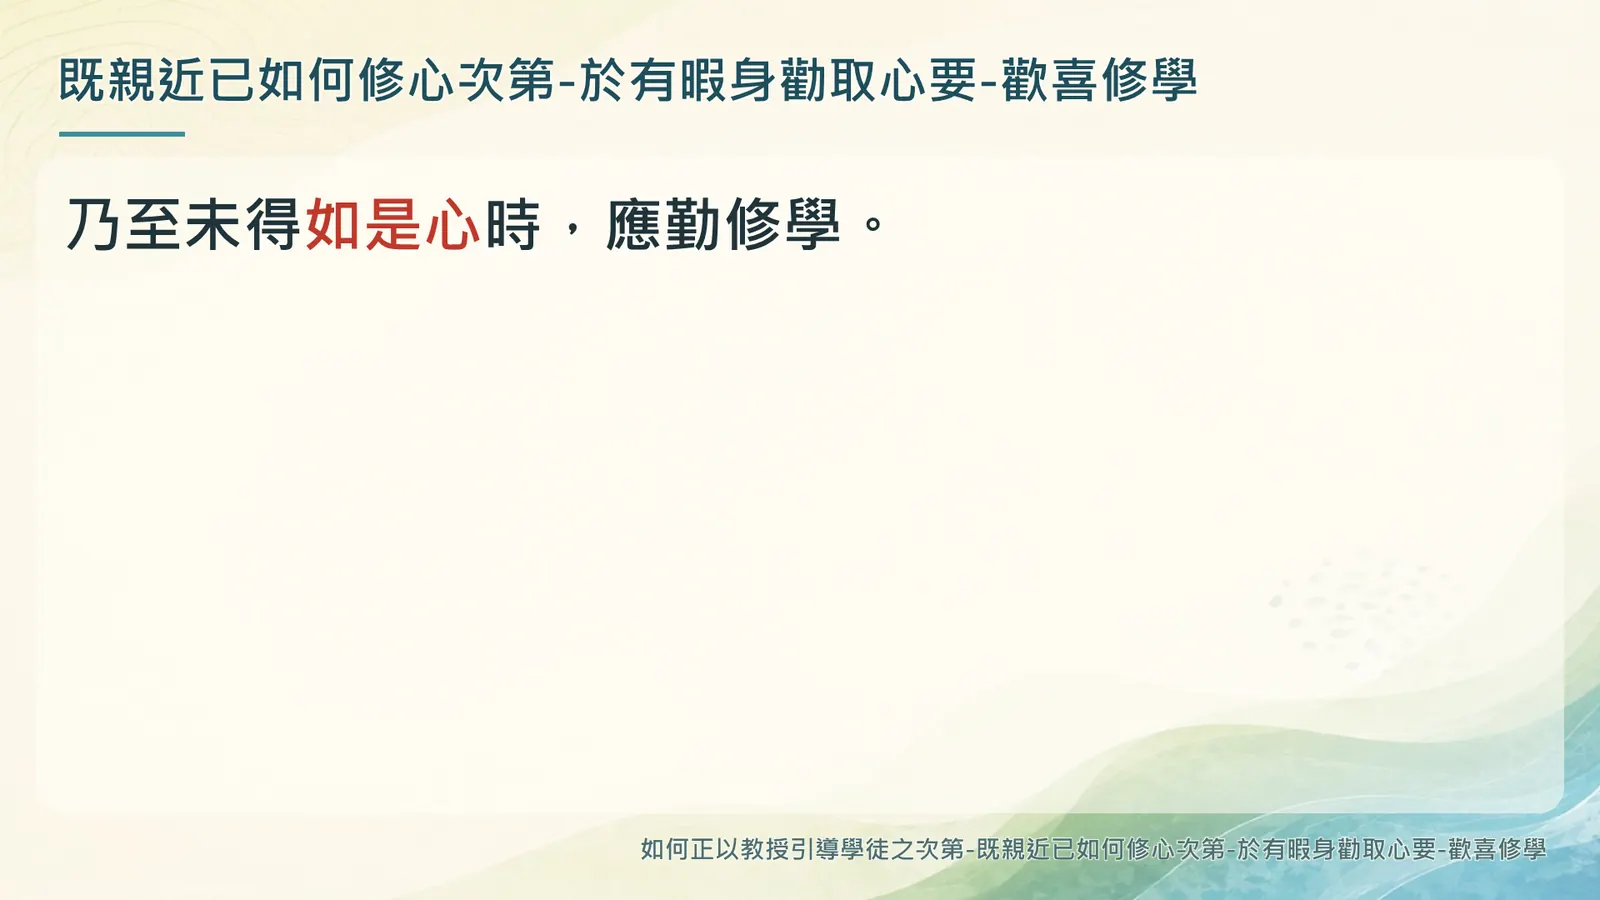 既親近已如何修心次第-於有暇身勸取心要-歡喜修學
乃至未得如是心時，應勤修學。
如何正以教授引導學徒之次第-既親近已如何修心次第-於有暇身勸取心要-歡喜修學